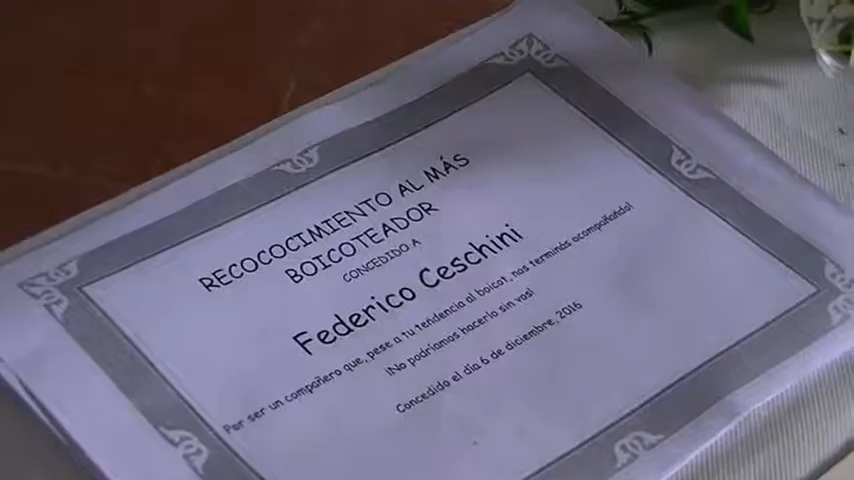 RECOCOCIMIENTO AL MÁS
BOICOTEADOR
CONCEDIDO A
Federico Ceschini
Por ser un compañero que, pese a tu tendencia al boicot, nos terminás acompañando!
¡No podríamos hacerlo sin vos!
Concedido el día 6 de diciembre, 2016